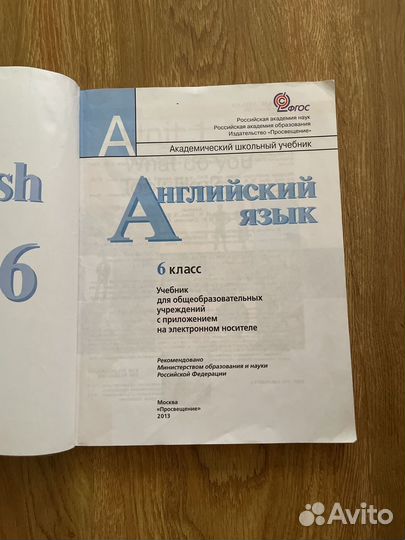 sh
6
ФГОС
Российская академия наук
Российская академия образования
Издательство «Просвещение»
А
Академический школьный учебник
Английский
язык
6 класс
Учебник
для общеобразовательных
учреждений
с приложением
на электронном носителе
Рекомендовано
Министерством образования и науки
Российской Федерации
Москва
«Просвещение»
2013
Avito